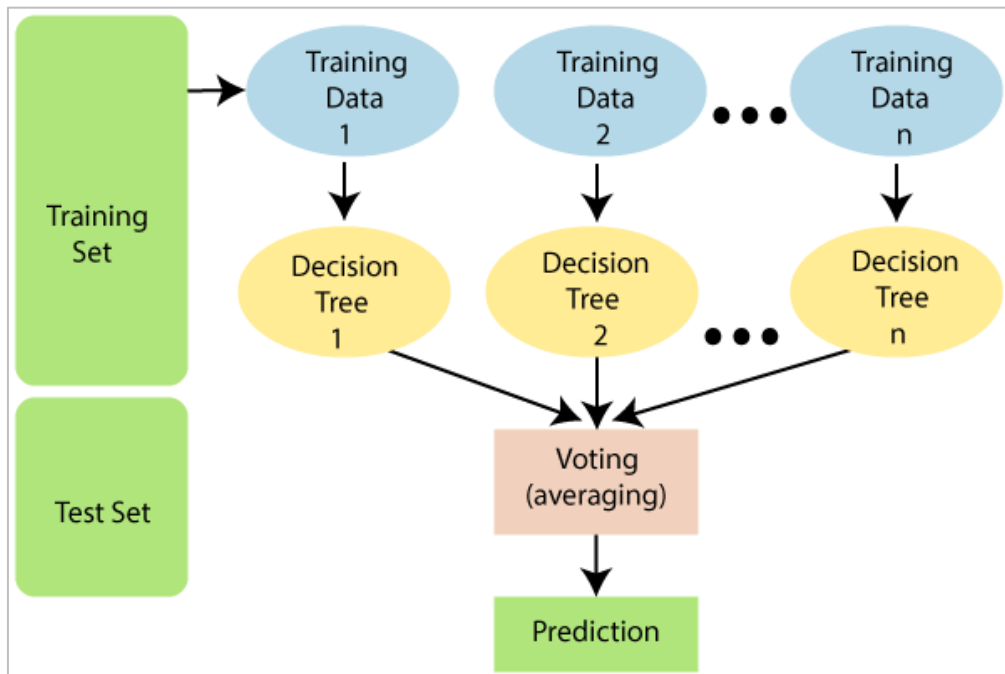 Training
Set
Test Set
Training
Data
1
Training
Data
2
Training
Data
n
Decision
Tree
1
Decision
Tree
2
Decision
Tree
n
Voting
(averaging)
Prediction